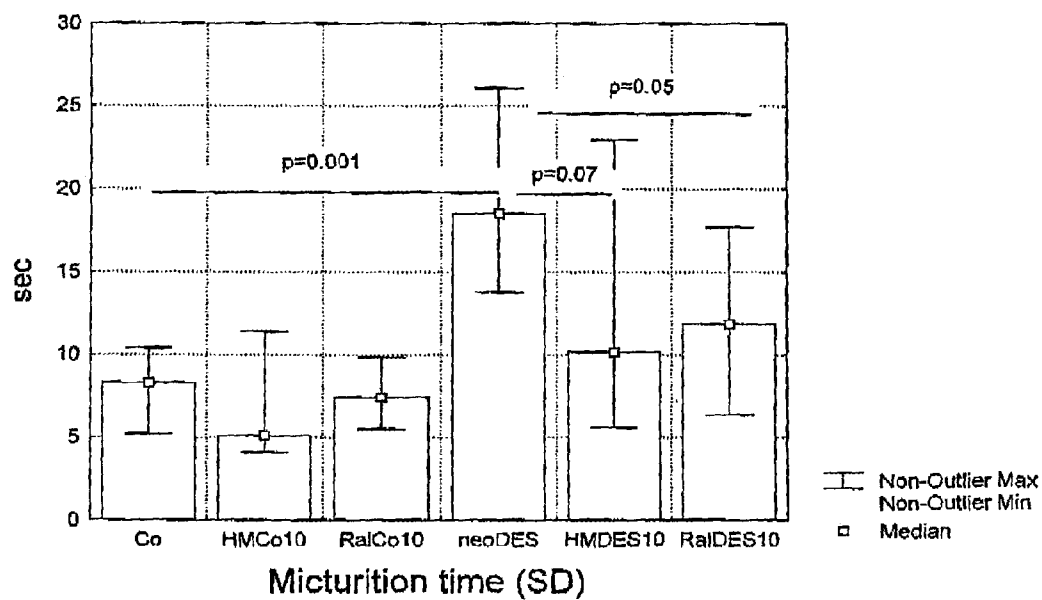 30
25
20
15
10
5
0
sec
p=0.05
p=0.001
p=0.07
Co HMCo10 RalCo10 neoDES HMDES10 RalDES10
Micturition time (SD)
Non-Outlier Max
Non-Outlier Min
Median